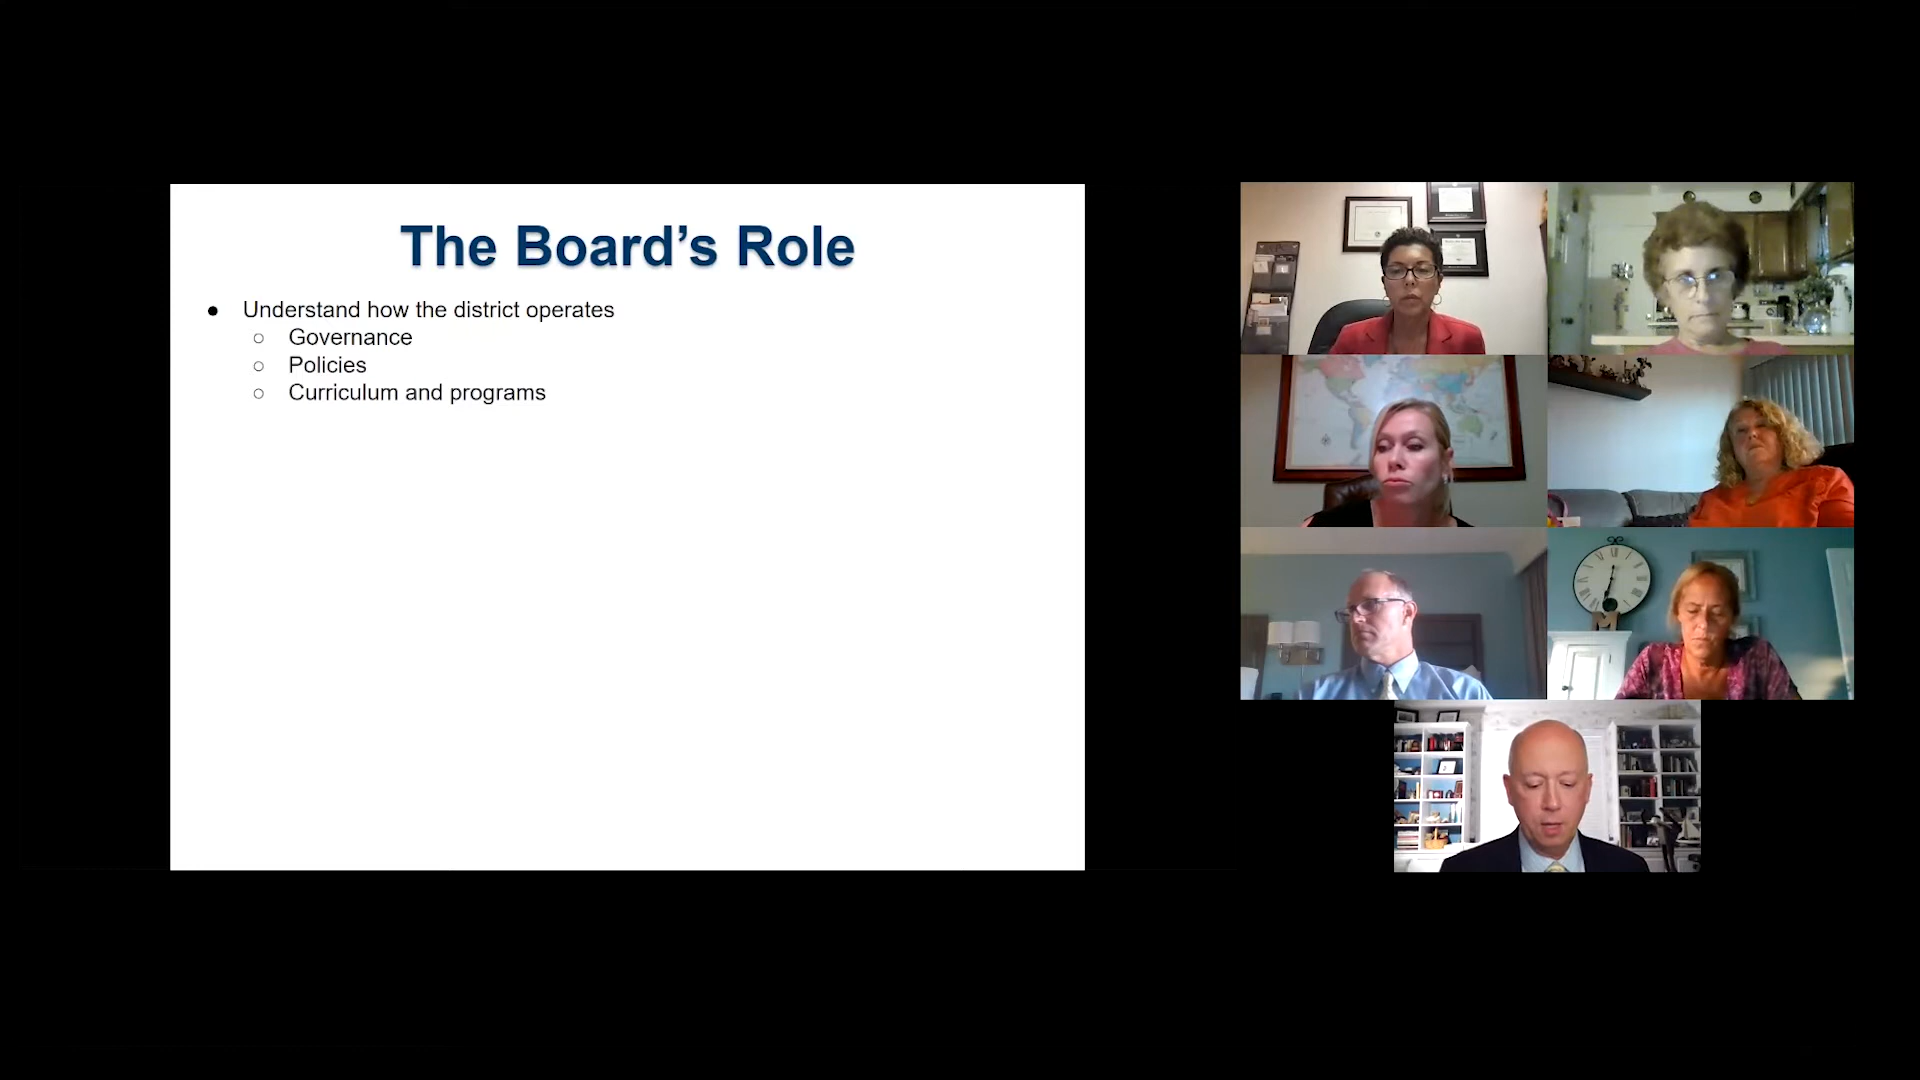 The Board’s Role
● Understand how the district operates
○ Governance
○ Policies
○ Curriculum and programs